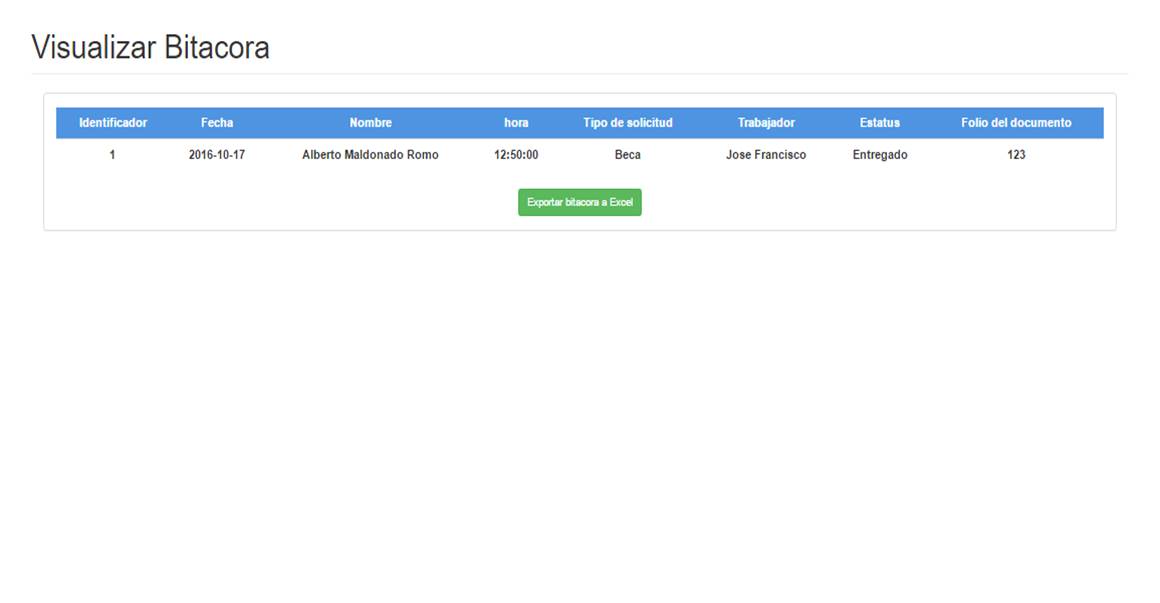 Visualizar Bitacora
Identificador Fecha Nombre hora Tipo de solicitud Trabajador Estatus Folio del documento
1 2016-10-17 Alberto Maldonado Romo 12:50:00 Beca Jose Francisco Entregado 123
Exportar bitacora a Excel